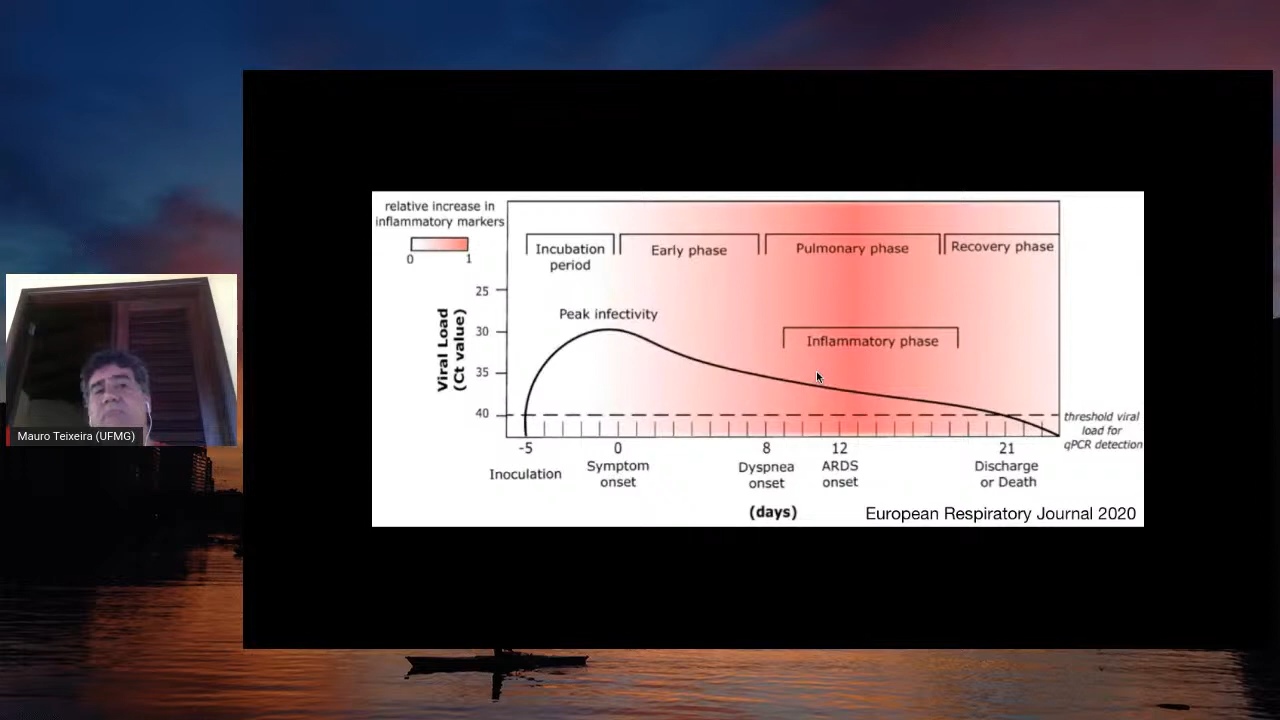 relative increase in
inflammatory markers
0 1
Incubation
period
Early phase
Pulmonary phase
Recovery phase
Peak infectivity
Inflammatory phase
Viral Load
(Ct value)
25
30
35
40
threshold viral
load for
qPCR detection
-5 0 8 12 21
Inoculation
Symptom
onset
Dyspnea
onset
ARDS
onset
Discharge
or Death
(days)
European Respiratory Journal 2020
Mauro Teixeira (UFMG)